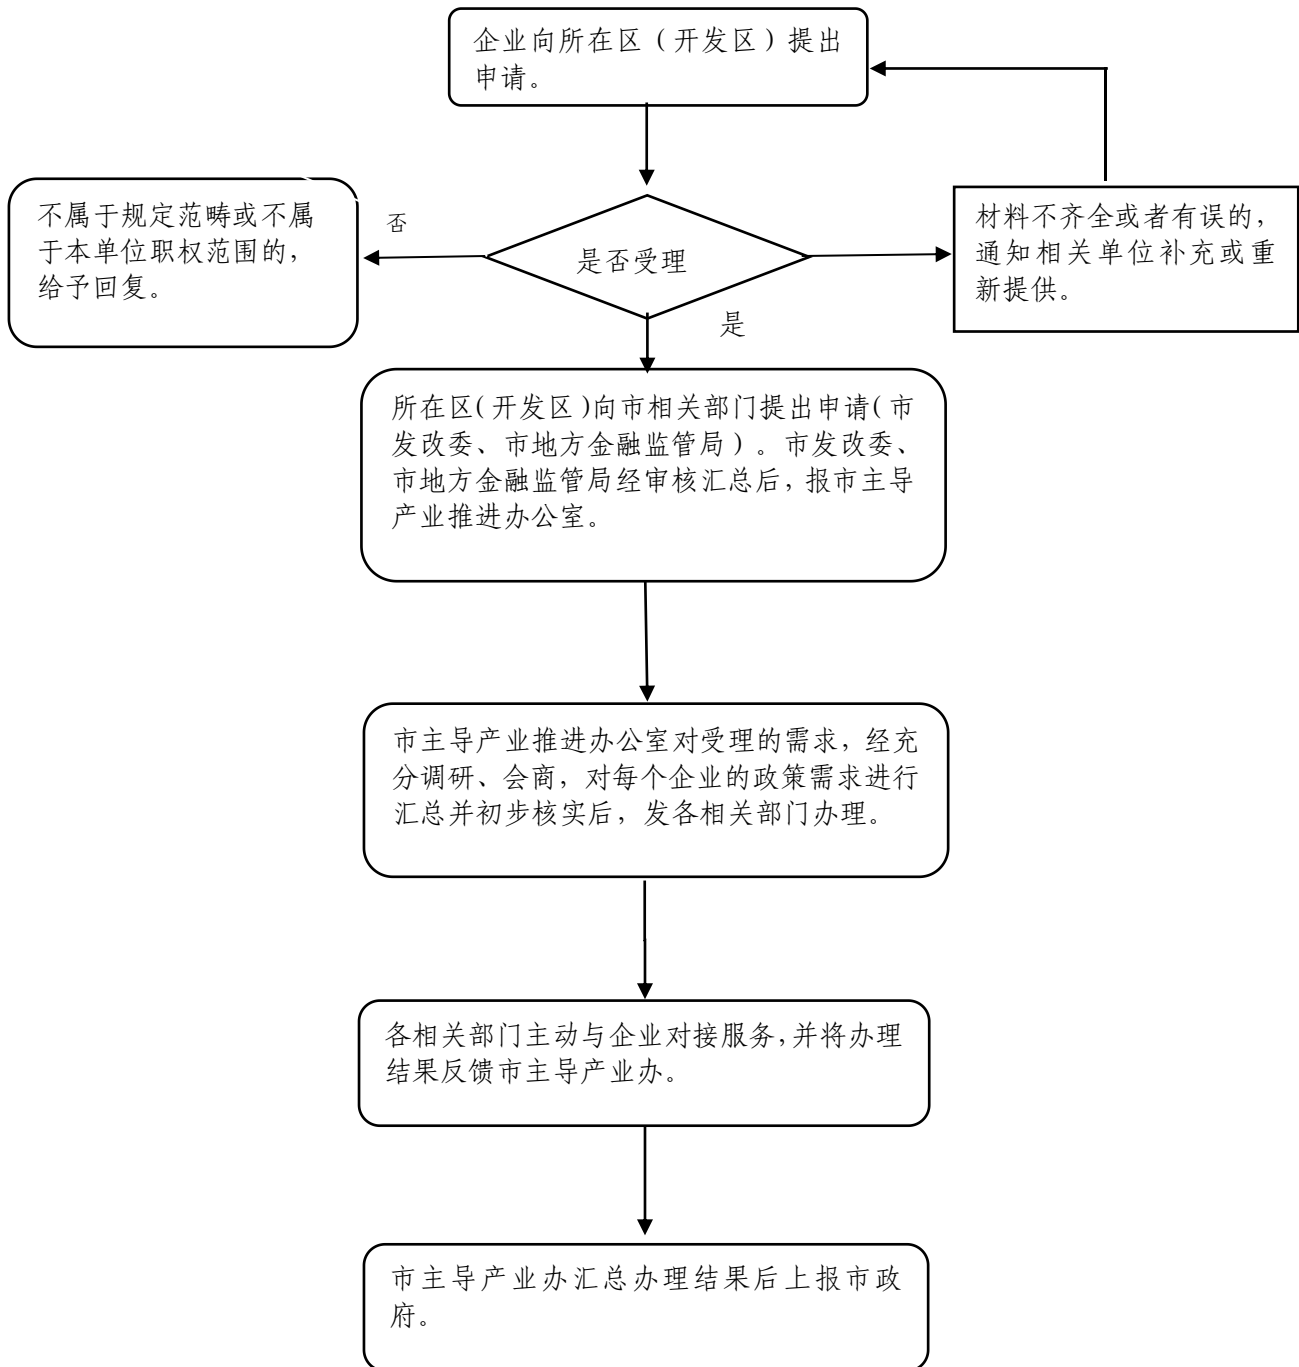 企业向所在区（开发区）提出
申请。
不属于规定范畴或不属
于本单位职权范围的，
给予回复。
否
是否受理
材料不齐全或者有误的，
通知相关单位补充或重
新提供。
是
所在区(开发区)向市相关部门提出申请(市
发改委、市地方金融监管局)。市发改委、
市地方金融监管局经审核汇总后，报市主导
产业推进办公室。
市主导产业推进办公室对受理的需求，经充
分调研、会商，对每个企业的政策需求进行
汇总并初步核实后，发各相关部门办理。
各相关部门主动与企业对接服务，并将办理
结果反馈市主导产业办。
市主导产业办汇总办理结果后上报市政
府。